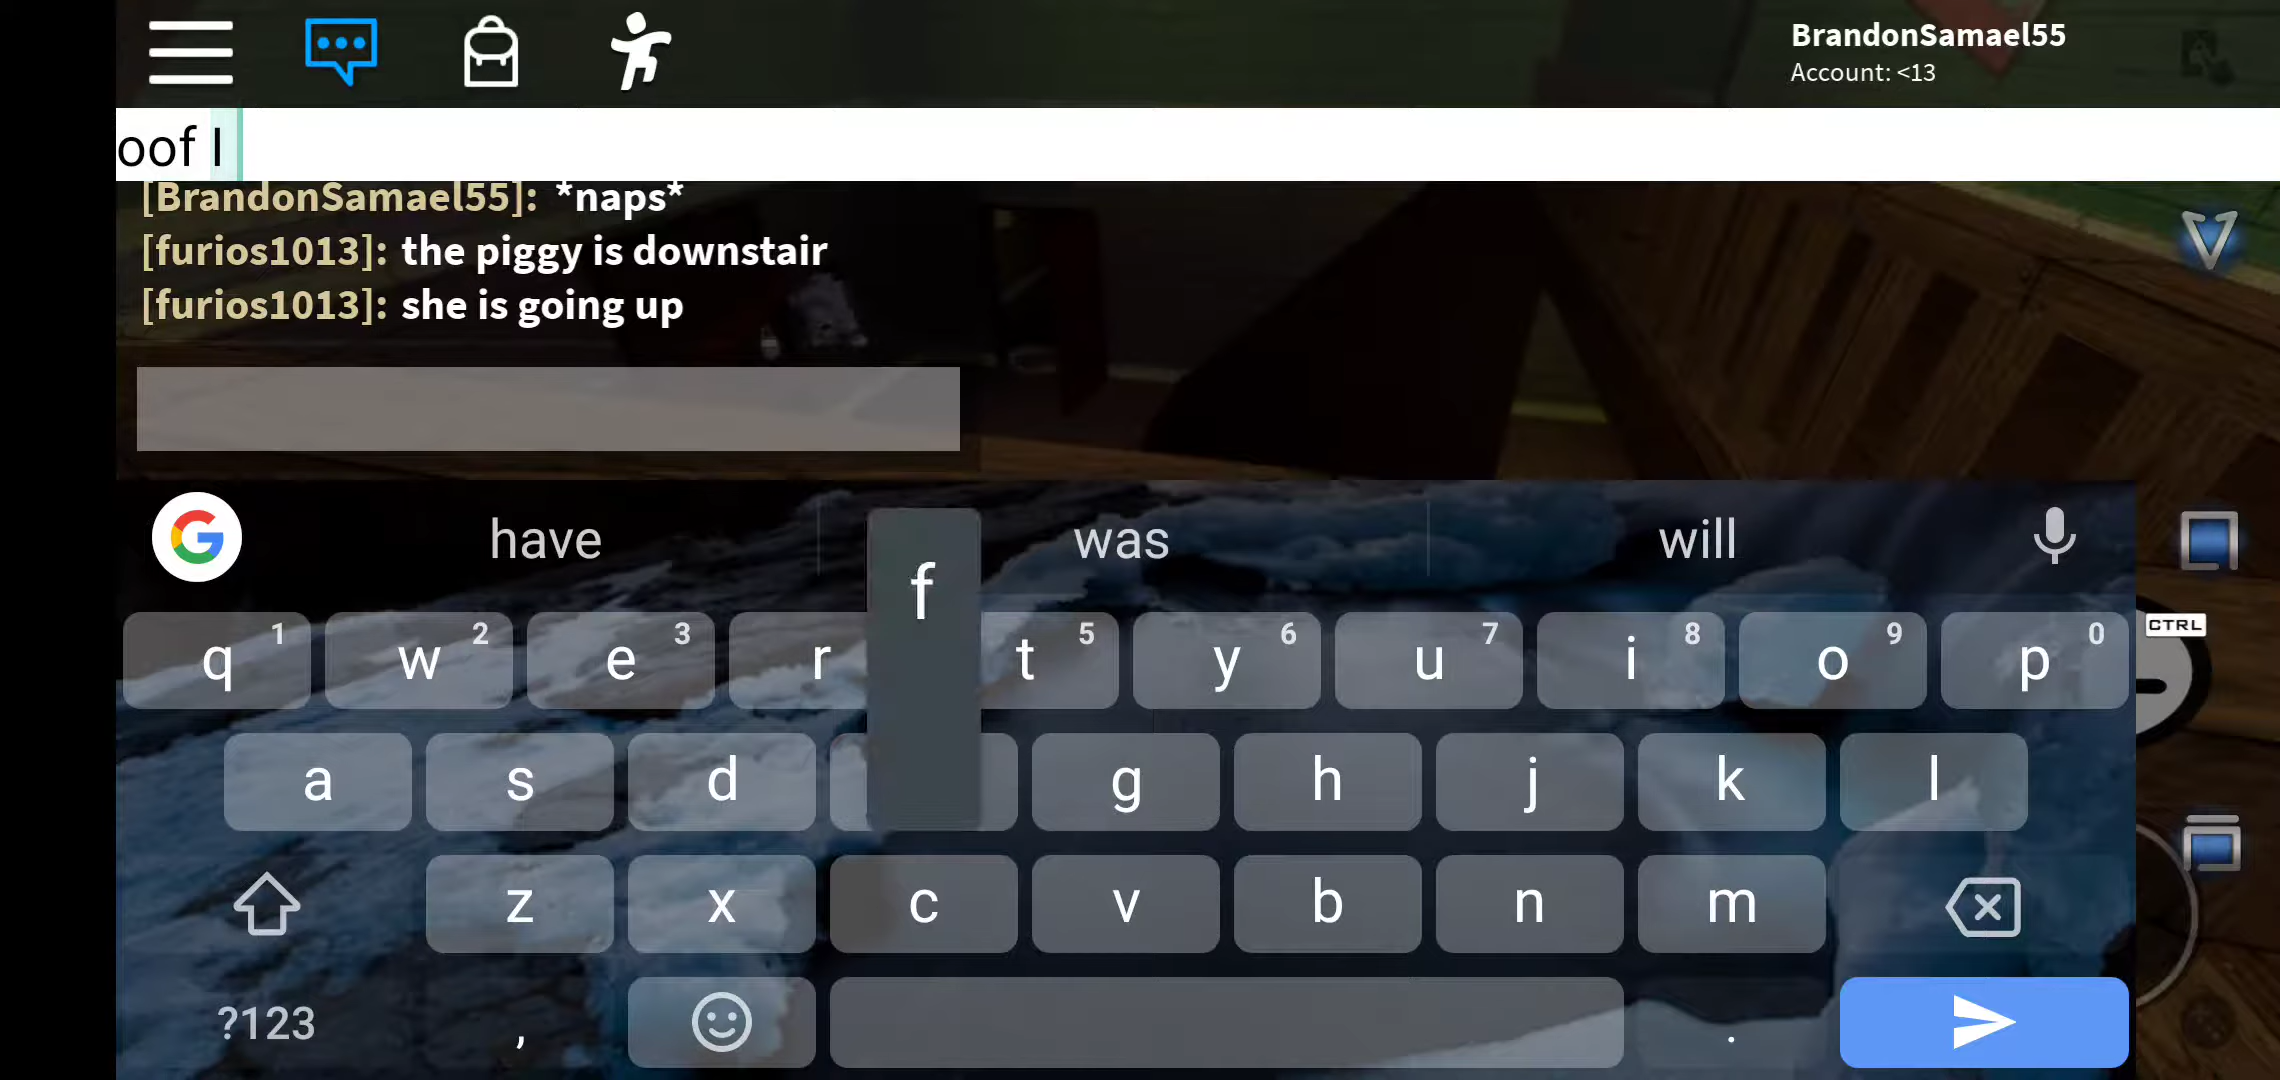 BrandonSamael55
Account: <13
oof I
[BrandonSamael55]: *naps*
[furios1013]: the piggy is downstair
[furios1013]: she is going up
have was will
f
q 1 w 2 e 3 r t 5 y 6 u 7 i 8 o 9 p 0
CTRL
a s d g h j k l
z x c v b n m
?123 , .